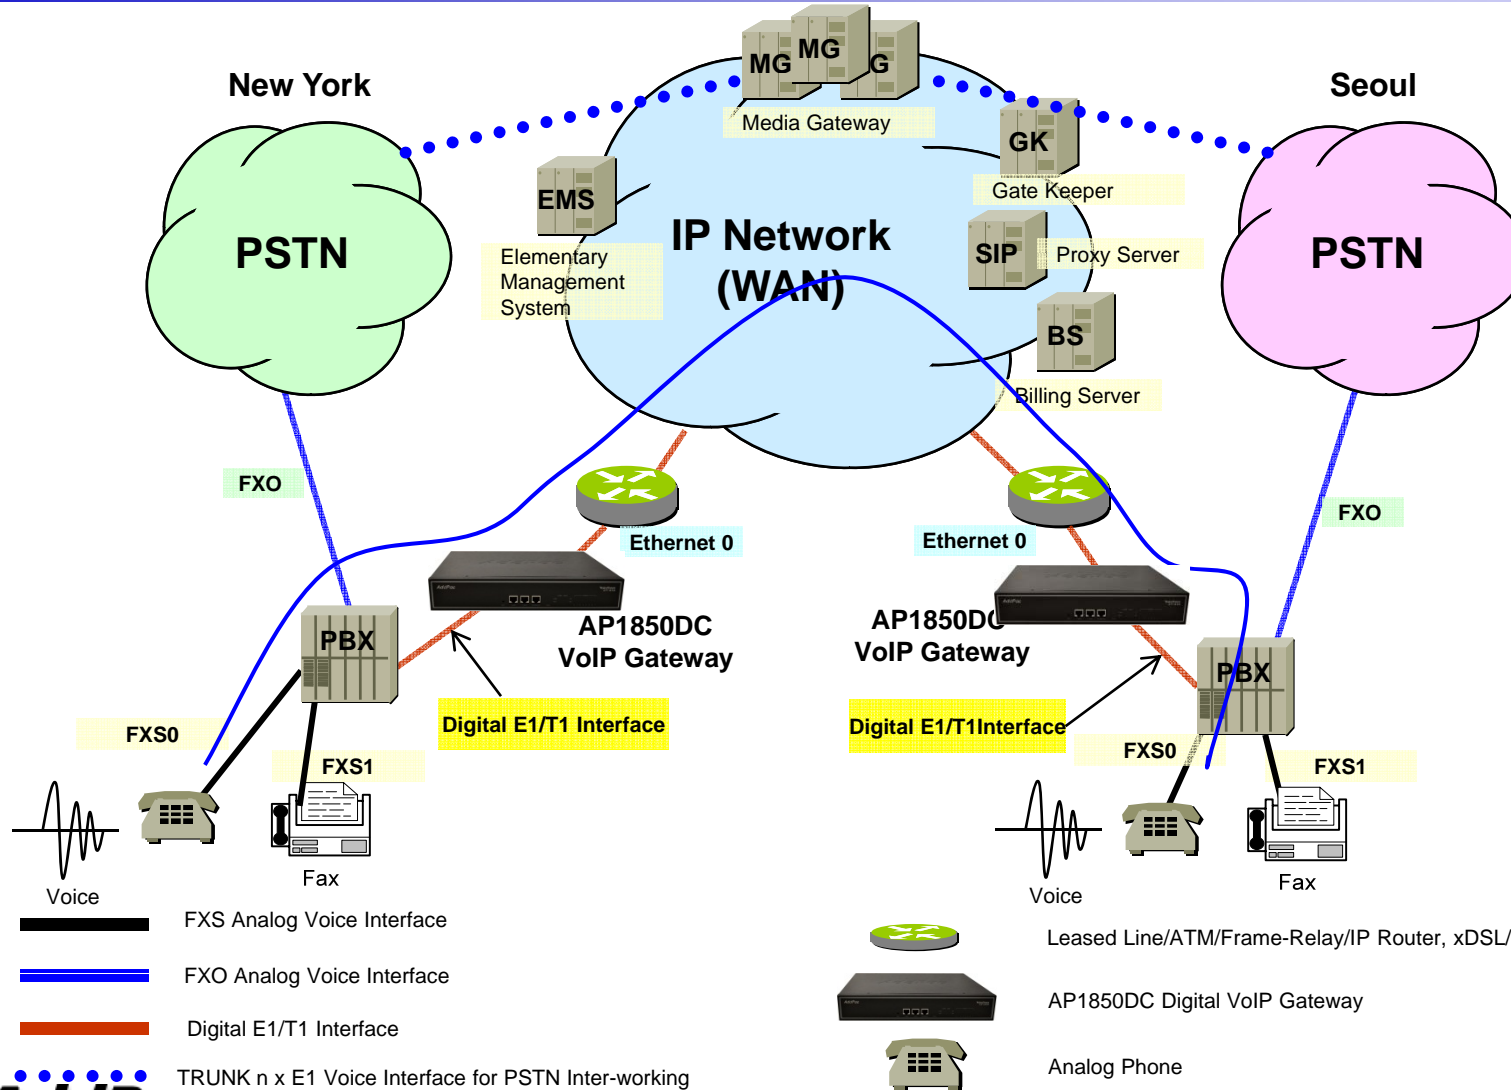 New York
Seoul
MG
MG
G
Media Gateway
GK
Gate Keeper
EMS
Elementary
Management
System
PSTN
IP Network
(WAN)
SIP
Proxy Server
PSTN
BS
Billing Server
FXO
FXO
Ethernet 0
Ethernet 0
AP1850DC
VoIP Gateway
AP1850DC
VoIP Gateway
PBX
PBX
Digital E1/T1 Interface
Digital E1/T1Interface
FXS0
FXS1
FXS0
FXS1
Voice
Fax
Voice
Fax
FXS Analog Voice Interface
FXO Analog Voice Interface
Digital E1/T1 Interface
TRUNK n x E1 Voice Interface for PSTN Inter-working
Leased Line/ATM/Frame-Relay/IP Router, xDSL/
AP1850DC Digital VoIP Gateway
Analog Phone